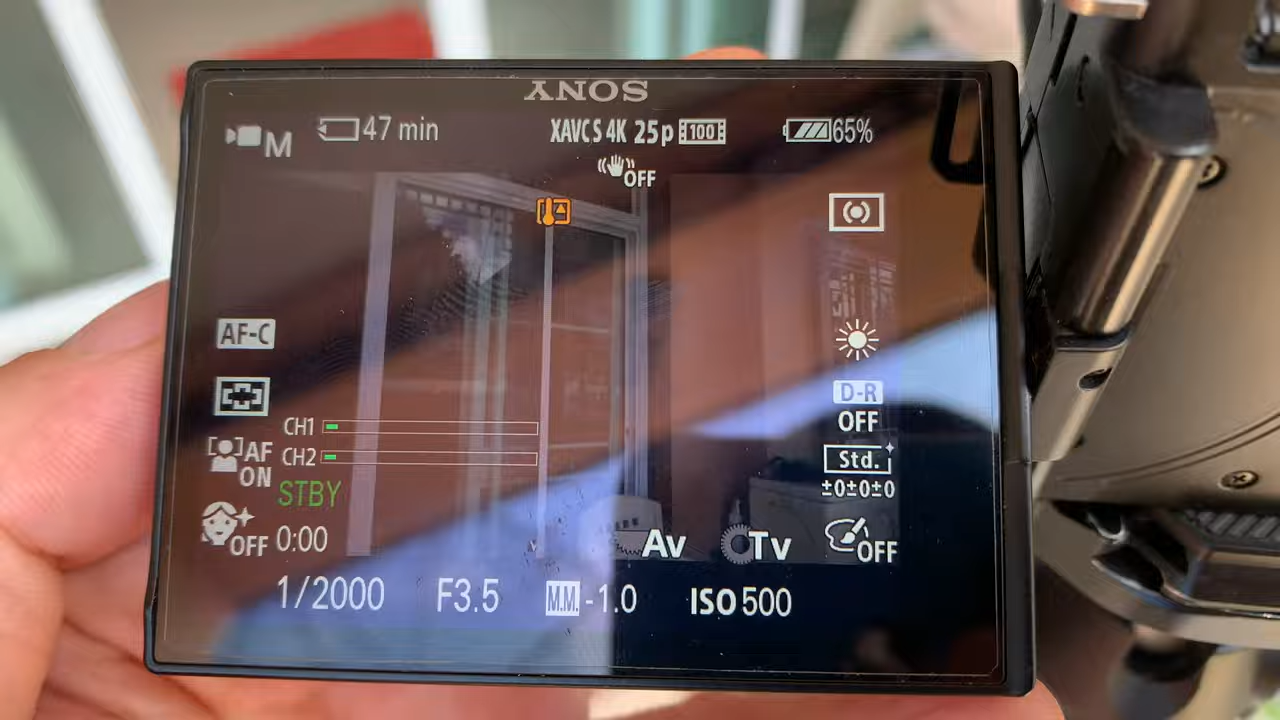 SONY
M 47 min XAVC S 4K 25p 100 65%
OFF
AF-C
D-R
OFF
CH1
CH2
AF
ON
Std.
±0±0±0
STBY
OFF 0:00
Av Tv OFF
1/2000 F3.5 M.M. -1.0 ISO 500